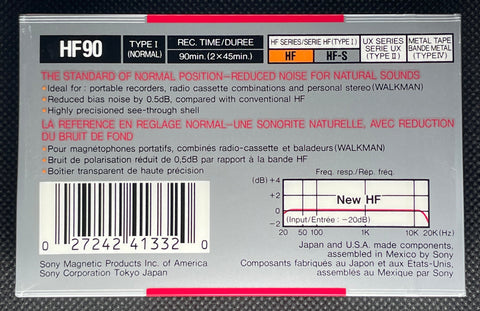 HF90
TYPE I
(NORMAL)
REC. TIME/DUREE
90min. (2×45min.)
HF SERIES/SERIE HF(TYPE I)
HF
HF-S
UX SERIES
SERIE UX
(TYPE II)
METAL TAPE
BANDE METAL
(TYPE IV)
THE STANDARD OF NORMAL POSITION—REDUCED NOISE FOR NATURAL SOUNDS
•Ideal for : portable recorders, radio cassette combinations and personal stereo (WALKMAN)
•Reduced bias noise by 0.5dB, compared with conventional HF
•Highly precisioned see-through shell
LA REFERENCE EN REGLAGE NORMAL—UNE SONORITE NATURELLE, AVEC REDUCTION
DU BRUIT DE FOND
•Pour magnétophones portatifs, combinés radio-cassette et baladeurs (WALKMAN)
•Bruit de polarisation réduit de 0,5dB par rapport à la bande HF
•Boîtier transparent de haute précision
0 27242 41332 0
Sony Magnetic Products Inc. of America
Sony Corporation Tokyo Japan
Freq. resp./Rep. fréq.
(dB) +4
0
-4
New HF
(Input/Entrée : −20dB)
20 50 100 1K 10K 20K (Hz)
Japan and U.S.A. made components,
assembled in Mexico by Sony
Composants fabriqués au Japon et aux Etats-Unis,
assemblés au Mexique par Sony